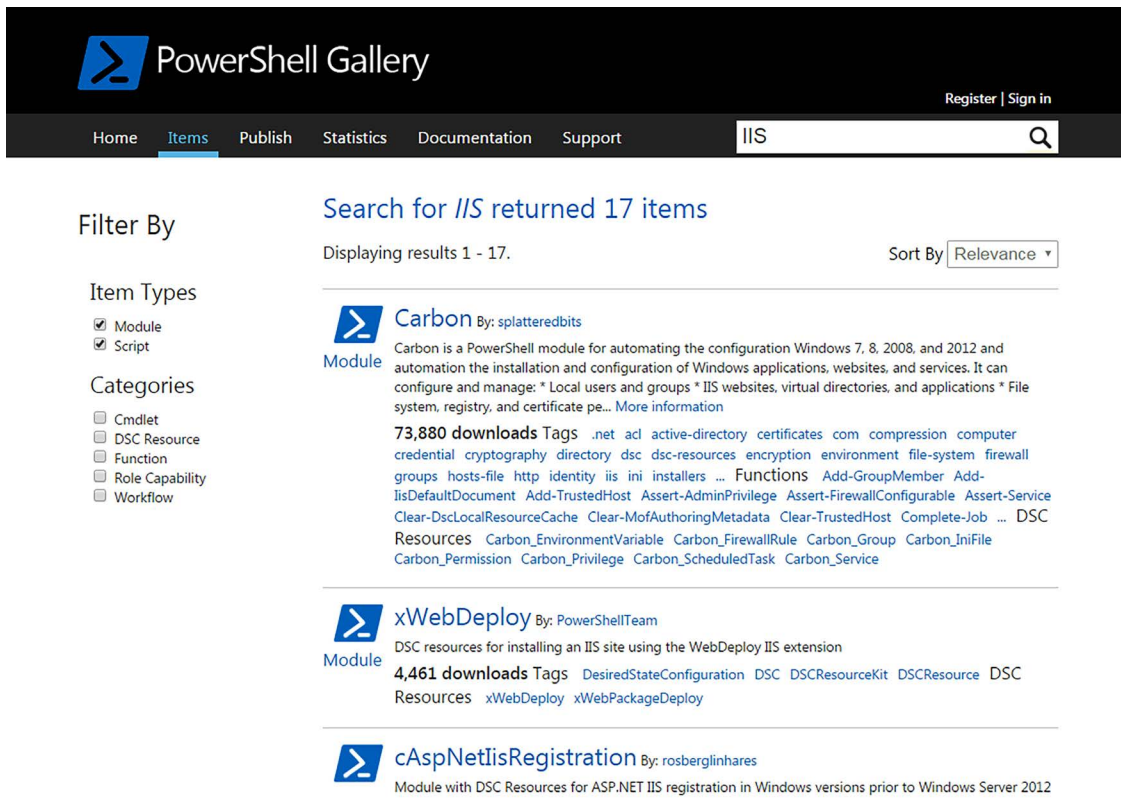 PowerShell Gallery
Register | Sign in
Home Items Publish Statistics Documentation Support
IIS
Filter By
Item Types
Module
Script
Categories
Cmdlet
DSC Resource
Function
Role Capability
Workflow
Search for IIS returned 17 items
Displaying results 1 - 17.
Sort By Relevance
Module
Carbon By: splatteredbits
Carbon is a PowerShell module for automating the configuration Windows 7, 8, 2008, and 2012 and
automation the installation and configuration of Windows applications, websites, and services. It can
configure and manage: * Local users and groups * IIS websites, virtual directories, and applications * File
system, registry, and certificate pe... More information
73,880 downloads Tags .net acl active-directory certificates com compression computer
credential cryptography directory dsc dsc-resources encryption environment file-system firewall
groups hosts-file http identity iis ini installers ... Functions Add-GroupMember Add-
IisDefaultDocument Add-TrustedHost Assert-AdminPrivilege Assert-FirewallConfigurable Assert-Service
Clear-DscLocalResourceCache Clear-MofAuthoringMetadata Clear-TrustedHost Complete-Job ... DSC
Resources Carbon_EnvironmentVariable Carbon_FirewallRule Carbon_Group Carbon_IniFile
Carbon_Permission Carbon_Privilege Carbon_ScheduledTask Carbon_Service
Module
xWebDeploy By: PowerShellTeam
DSC resources for installing an IIS site using the WebDeploy IIS extension
4,461 downloads Tags DesiredStateConfiguration DSC DSCResourceKit DSCResource DSC
Resources xWebDeploy xWebPackageDeploy
cAspNetIisRegistration By: rosberglinhares
Module with DSC Resources for ASP.NET IIS registration in Windows versions prior to Windows Server 2012